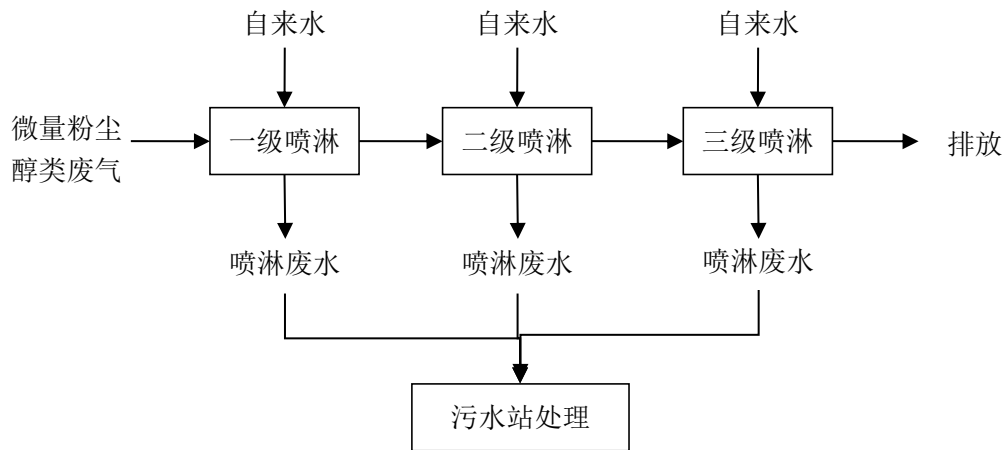 自来水
自来水
自来水
微量粉尘
醇类废气
一级喷淋
二级喷淋
三级喷淋
排放
喷淋废水
喷淋废水
喷淋废水
污水站处理